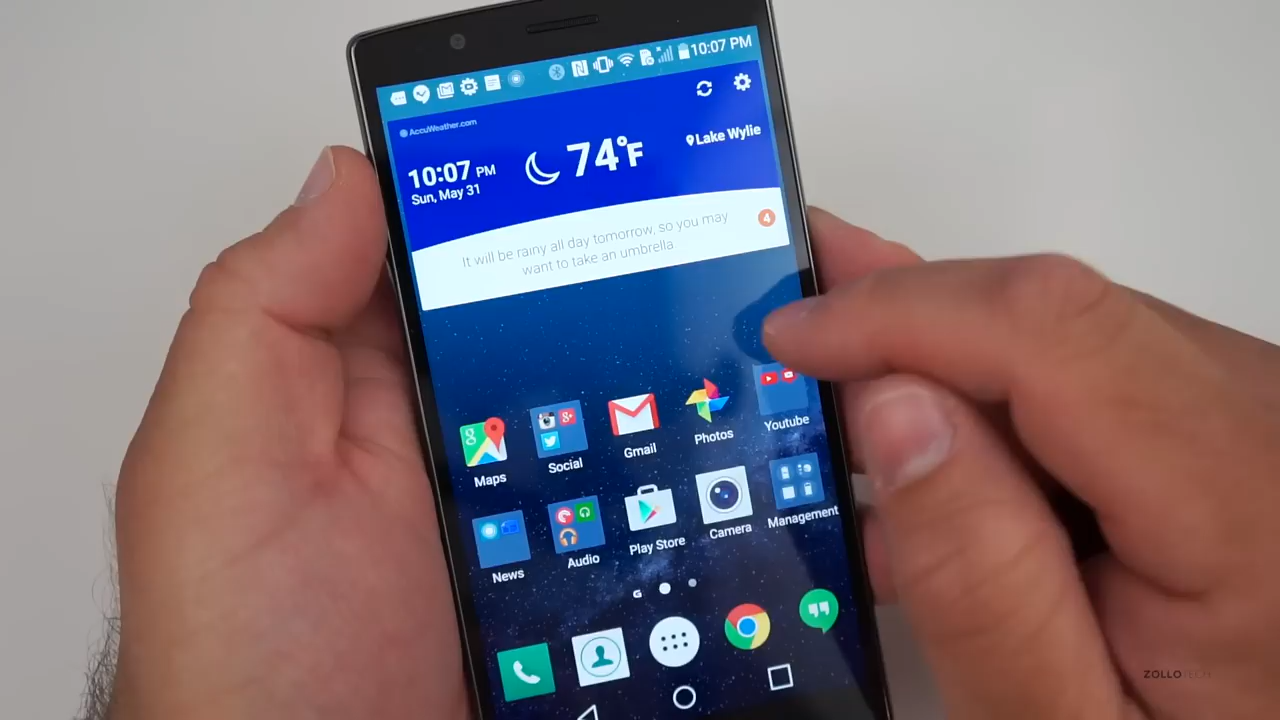 10:07 PM
AccuWeather.com
10:07 PM
Sun, May 31
74°F
Lake Wylie
It will be rainy all day tomorrow, so you may
want to take an umbrella.
4
Maps
Social
Gmail
Photos
Youtube
News
Audio
Play Store
Camera
Management
G
ZOLLOTECH